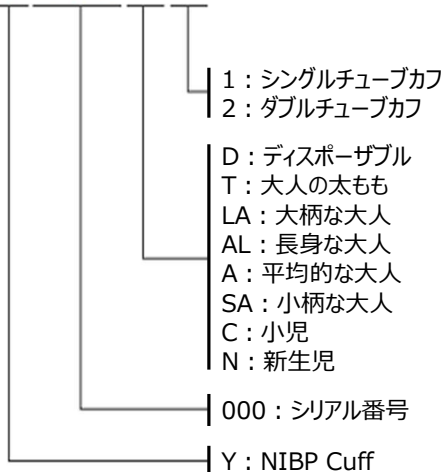 1：シングルチューブカフ
2：ダブルチューブカフ
D：ディスポーザブル
T：大人の太もも
LA：大柄な大人
AL：長身な大人
A：平均的な大人
SA：小柄な大人
C：小児
N：新生児
000：シリアル番号
Y：NIBP Cuff